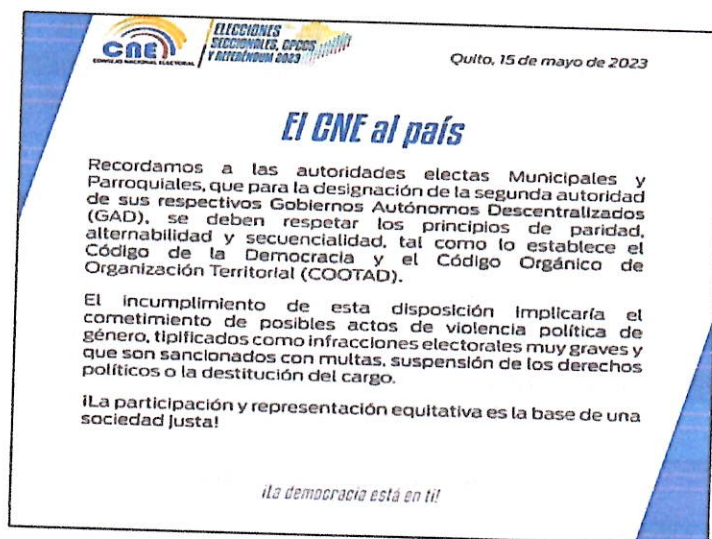 CNE
CONSEJO NACIONAL ELECTORAL
ELECCIONES
SECCIONALES, CPCCS
Y REFERÉNDUM 2023
Quito, 15 de mayo de 2023
El CNE al país
Recordamos a las autoridades electas Municipales y
Parroquiales, que para la designación de la segunda autoridad
de sus respectivos Gobiernos Autónomos Descentralizados
(GAD), se deben respetar los principios de paridad,
alternabilidad y secuencialidad, tal como lo establece el
Código de la Democracia y el Código Orgánico de
Organización Territorial (COOTAD).
El incumplimiento de esta disposición implicaría el
cometimiento de posibles actos de violencia política de
género, tipificados como infracciones electorales muy graves y
que son sancionados con multas, suspensión de los derechos
políticos o la destitución del cargo.
¡La participación y representación equitativa es la base de una
sociedad justa!
¡La democracia está en ti!